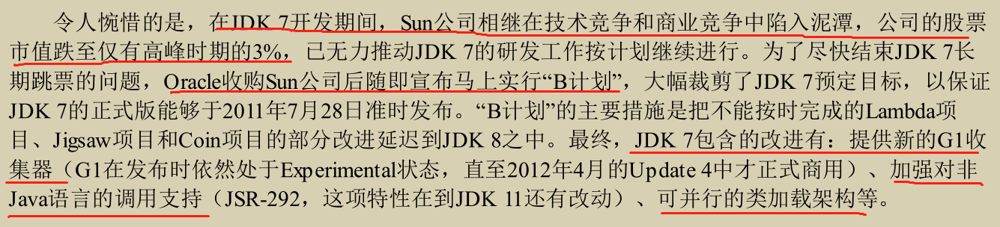 令人惋惜的是，在JDK 7开发期间，Sun公司相继在技术竞争和商业竞争中陷入泥潭，公司的股票
市值跌至仅有高峰时期的3%，已无力推动JDK 7的研发工作按计划继续进行。为了尽快结束JDK 7长
期跳票的问题，Oracle收购Sun公司后随即宣布马上实行“B计划”，大幅裁剪了JDK 7预定目标，以保证
JDK 7的正式版能够于2011年7月28日准时发布。“B计划”的主要措施是把不能按时完成的Lambda项
目、Jigsaw项目和Coin项目的部分改进延迟到JDK 8之中。最终，JDK 7包含的改进有：提供新的G1收
集器（G1在发布时依然处于Experimental状态，直至2012年4月的Update 4中才正式商用）、加强对非
Java语言的调用支持（JSR-292，这项特性在到JDK 11还有改动）、可并行的类加载架构等。